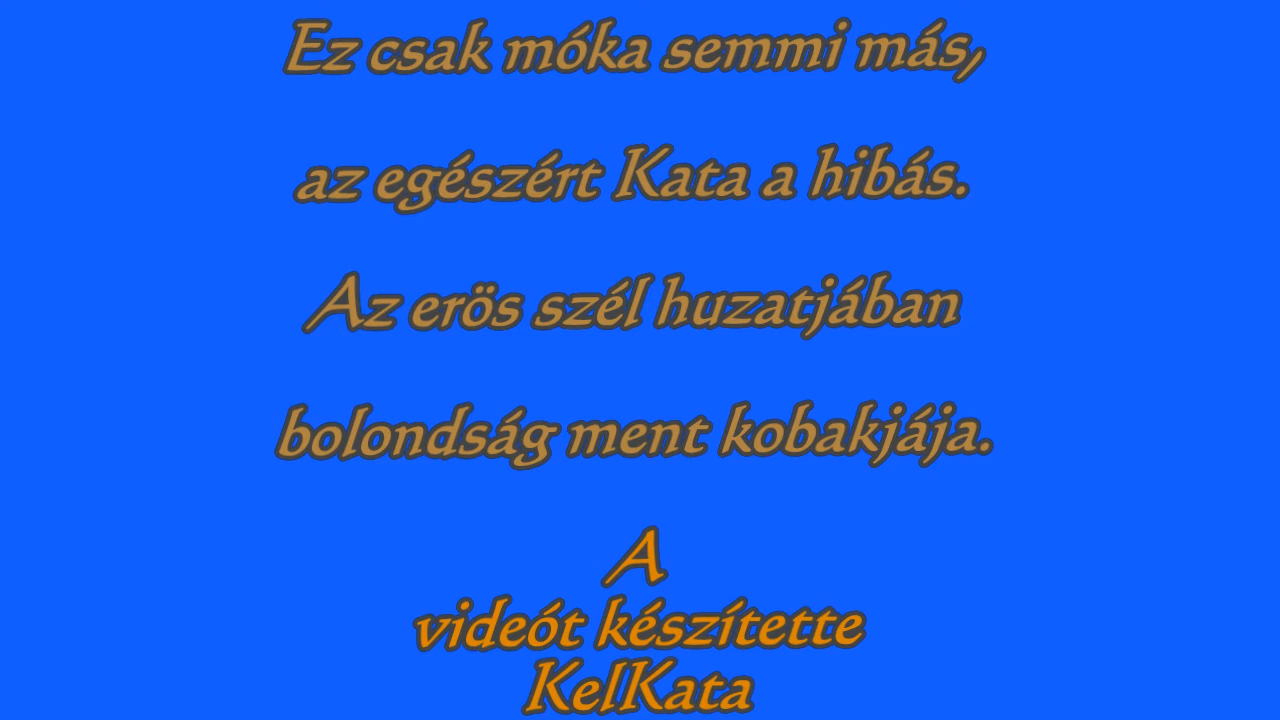 Ez csak móka semmi más,
az egészért Kata a hibás.
Az erös szél huzatjában
bolondság ment kobakjája.
A
videót készítette
KelKata